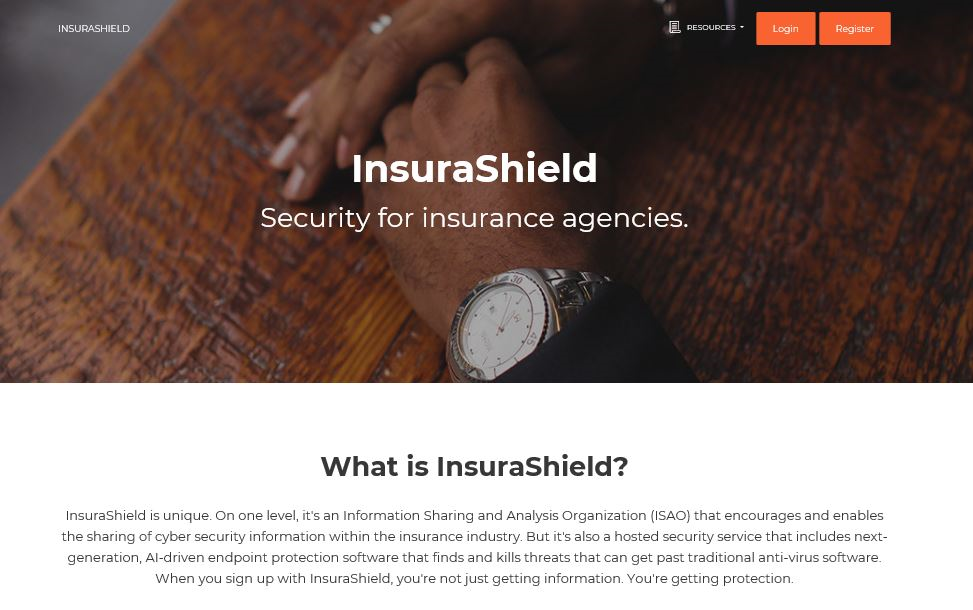 INSURASHIELD
RESOURCES
Login
Register
InsuraShield
Security for insurance agencies.
30
45
What is InsuraShield?
InsuraShield is unique. On one level, it's an Information Sharing and Analysis Organization (ISAO) that encourages and enables
the sharing of cyber security information within the insurance industry. But it's also a hosted security service that includes next-
generation, AI-driven endpoint protection software that finds and kills threats that can get past traditional anti-virus software.
When you sign up with InsuraShield, you're not just getting information. You're getting protection.